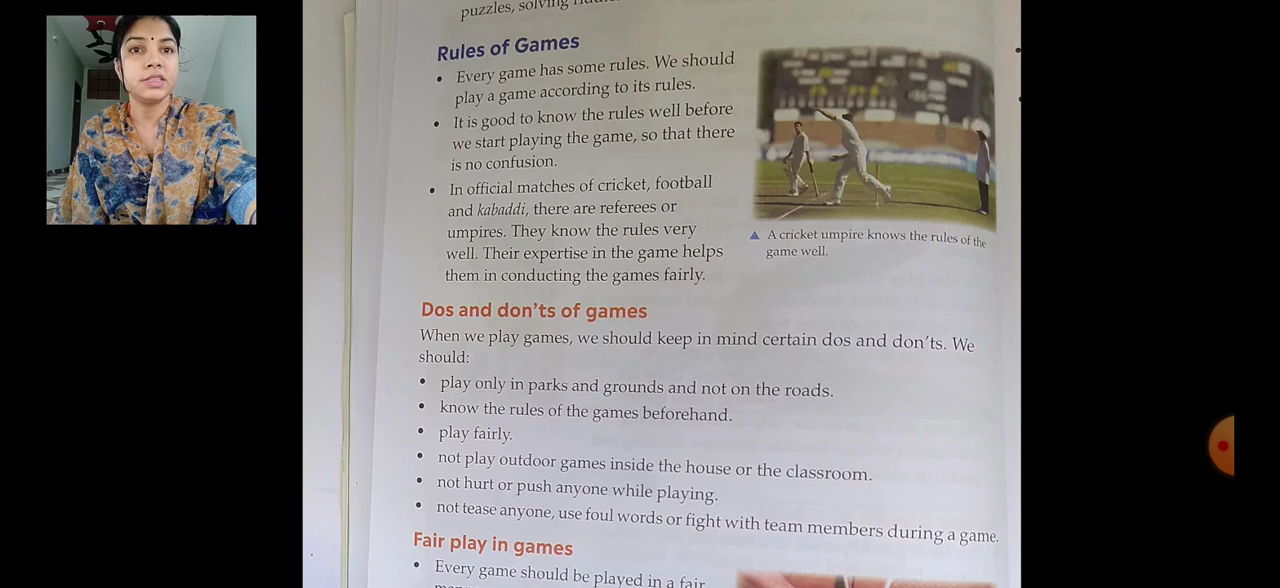 puzzles, solving
Rules of Games
• Every game has some rules. We should
play a game according to its rules.
• It is good to know the rules well before
we start playing the game, so that there
is no confusion.
• In official matches of cricket, football
and kabaddi, there are referees or
umpires. They know the rules very
well. Their expertise in the game helps
them in conducting the games fairly.
▲ A cricket umpire knows the rules of the
game well.
Dos and don'ts of games
When we play games, we should keep in mind certain dos and don'ts. We
should:
• play only in parks and grounds and not on the roads.
• know the rules of the games beforehand.
• play fairly.
• not play outdoor games inside the house or the classroom.
• not hurt or push anyone while playing.
• not tease anyone, use foul words or fight with team members during a game.
Fair play in games
• Every game should be played in a fair